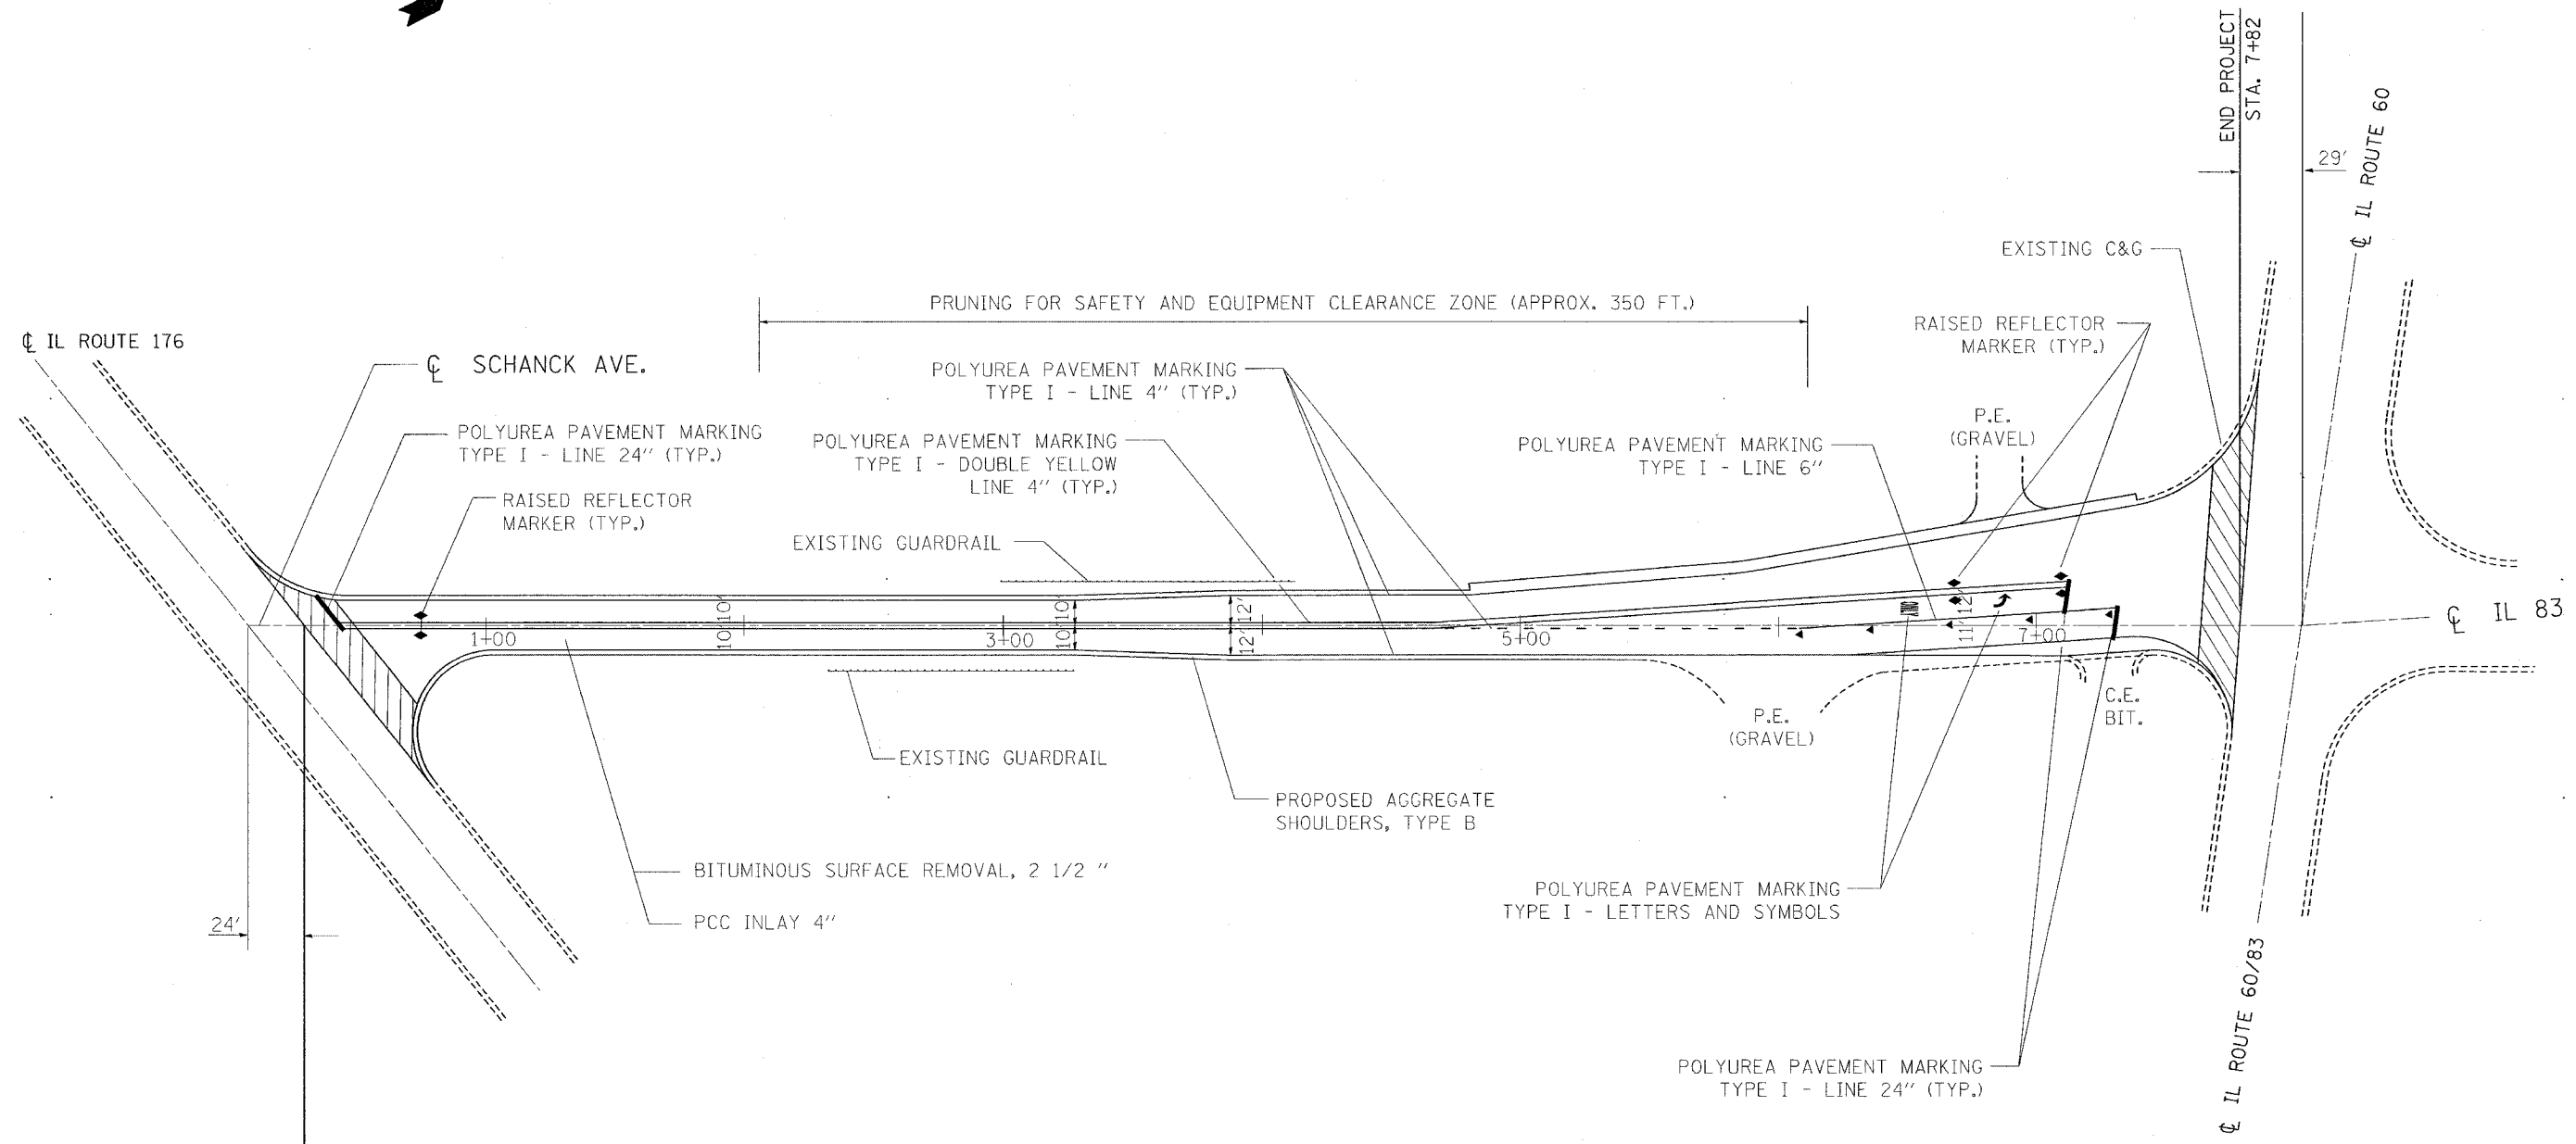 END PROJECT
STA. 7+82
29'
℄ IL ROUTE 60
EXISTING C&G
PRUNING FOR SAFETY AND EQUIPMENT CLEARANCE ZONE (APPROX. 350 FT.)
RAISED REFLECTOR
MARKER (TYP.)
℄ IL ROUTE 176
℄ SCHANCK AVE.
POLYUREA PAVEMENT MARKING
TYPE I - LINE 4" (TYP.)
POLYUREA PAVEMENT MARKING
TYPE I - LINE 24" (TYP.)
POLYUREA PAVEMENT MARKING
TYPE I - DOUBLE YELLOW
LINE 4" (TYP.)
POLYUREA PAVEMENT MARKING
TYPE I - LINE 6"
P.E.
(GRAVEL)
RAISED REFLECTOR
MARKER (TYP.)
EXISTING GUARDRAIL
10'
10'
10'
10'
12'
12'
11'
12'
1+00
3+00
5+00
7+00
℄ IL 83
P.E.
(GRAVEL)
C.E.
BIT.
EXISTING GUARDRAIL
PROPOSED AGGREGATE
SHOULDERS, TYPE B
BITUMINOUS SURFACE REMOVAL, 2 1/2 "
PCC INLAY 4"
24'
POLYUREA PAVEMENT MARKING
TYPE I - LETTERS AND SYMBOLS
℄ IL ROUTE 60/83
POLYUREA PAVEMENT MARKING
TYPE I - LINE 24" (TYP.)